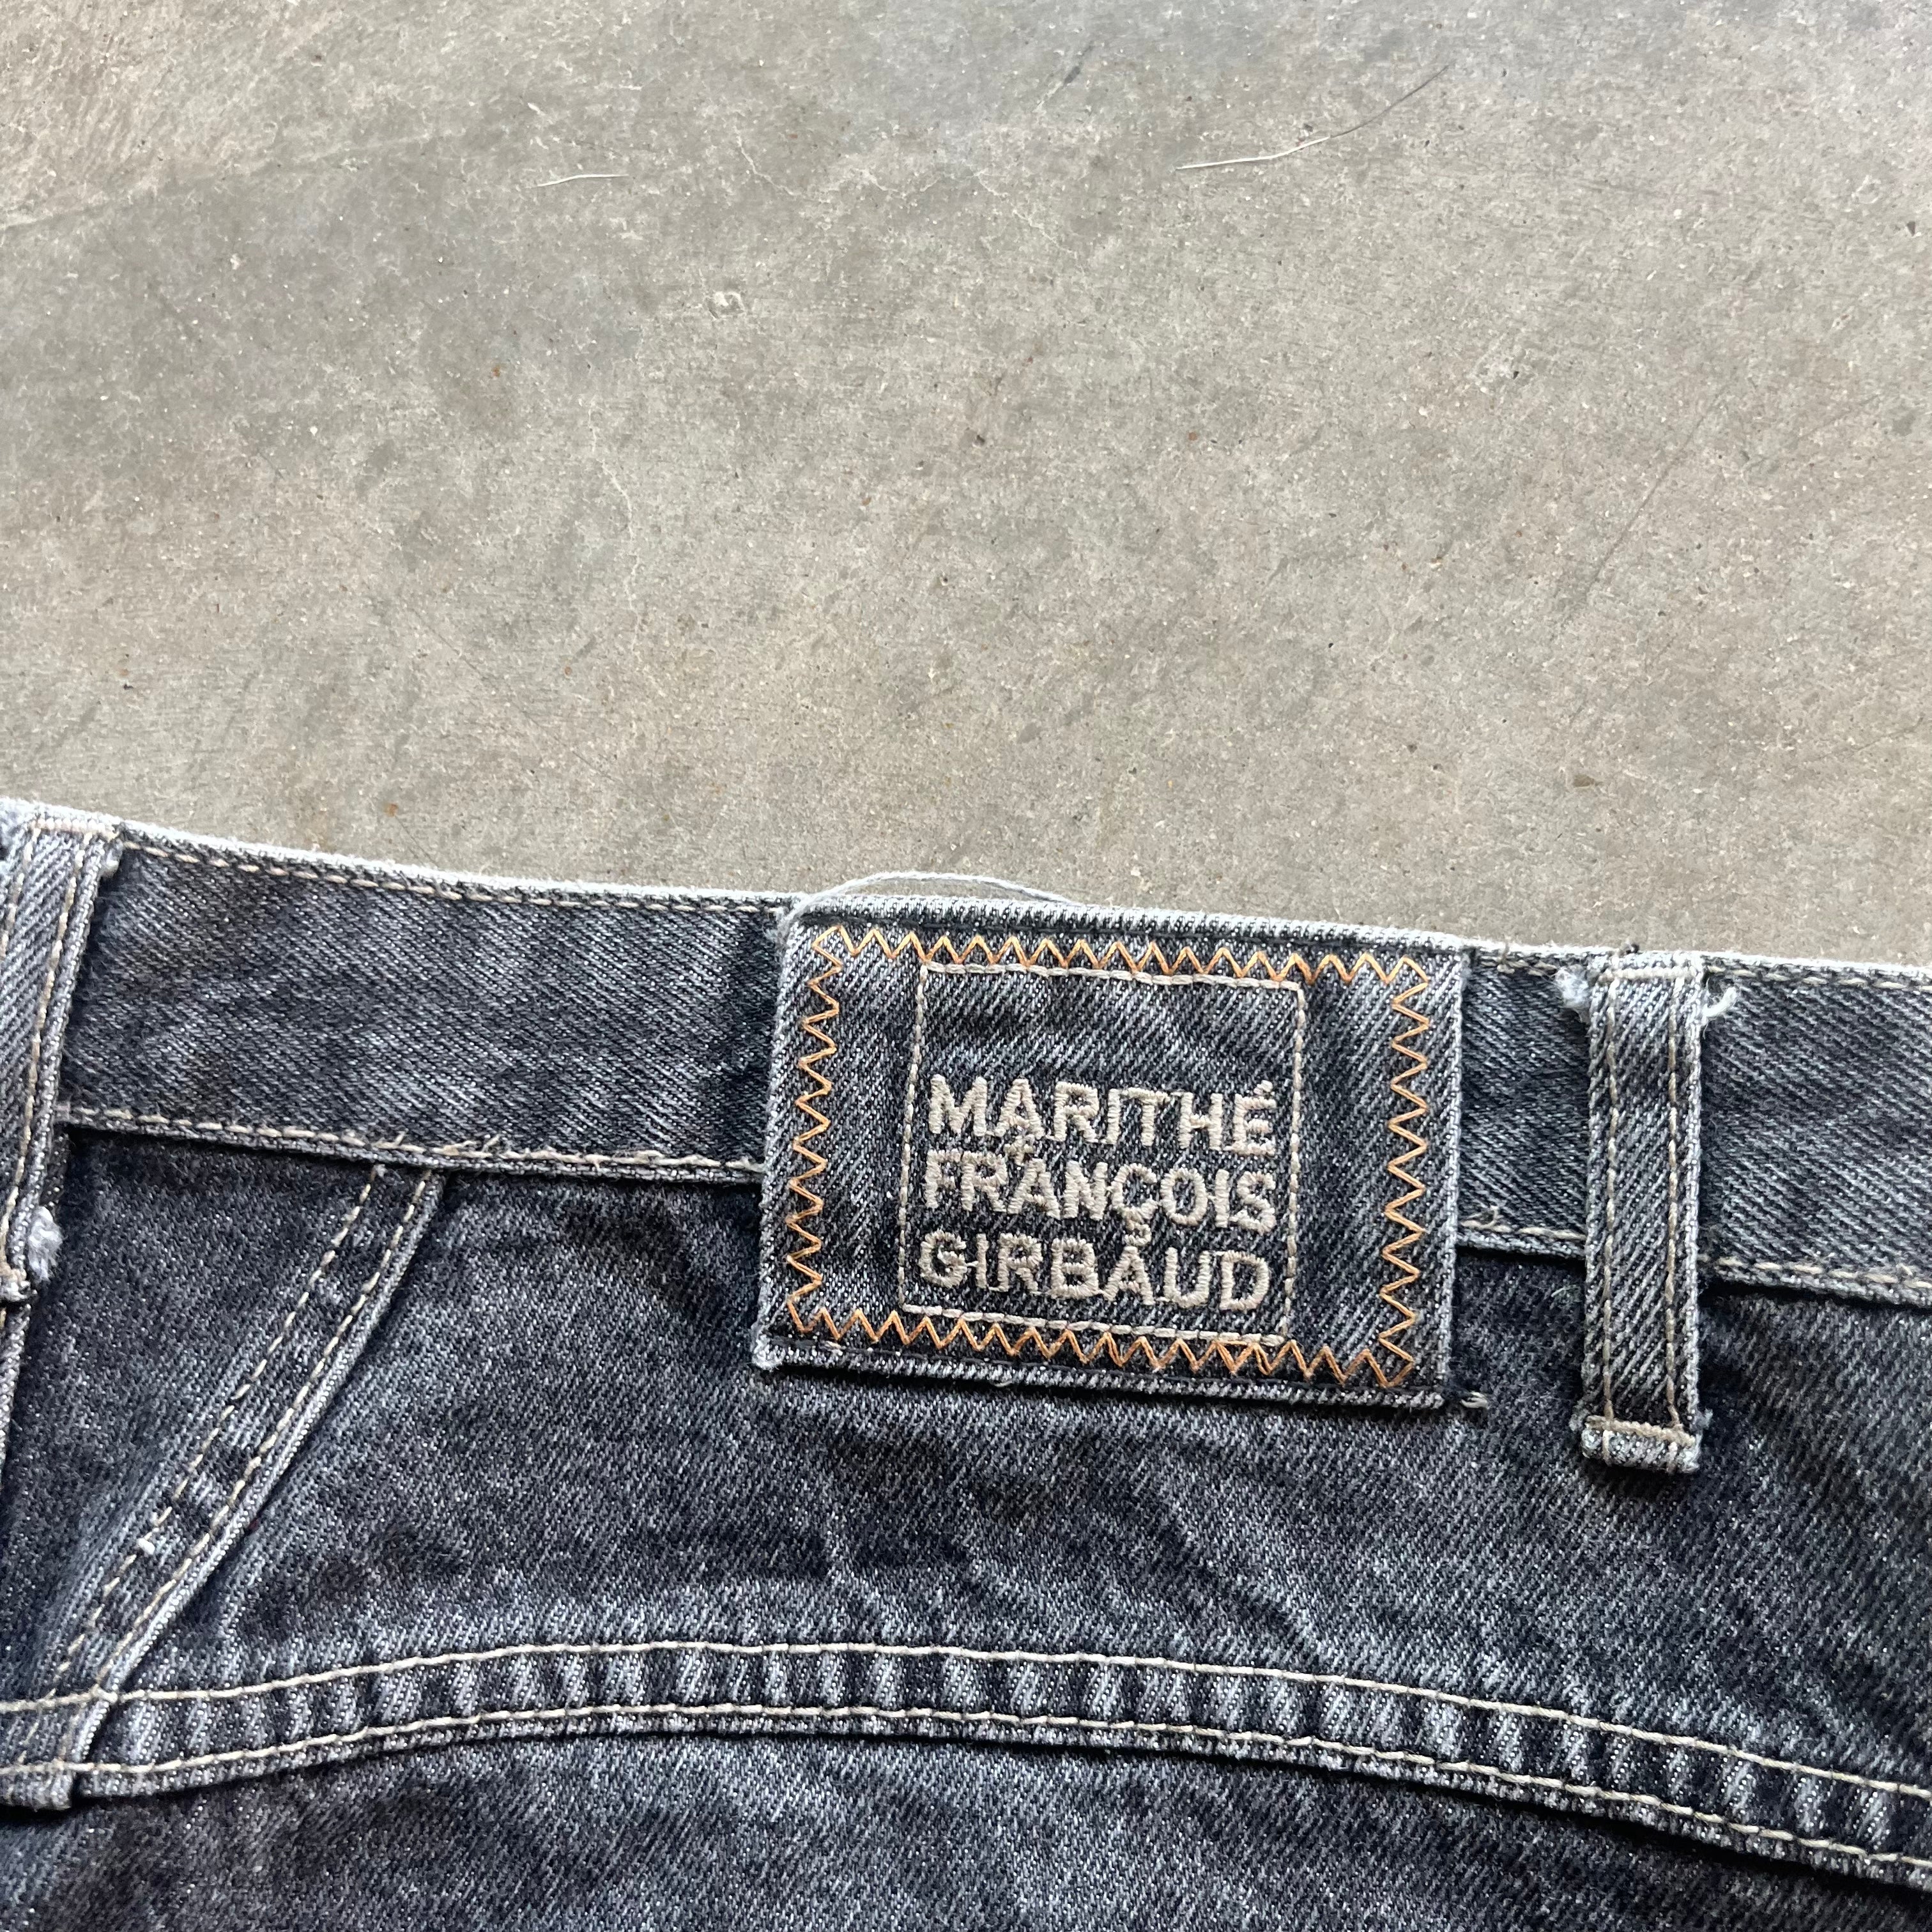 MARITHÉ
+
FRANÇOIS
GIRBAUD